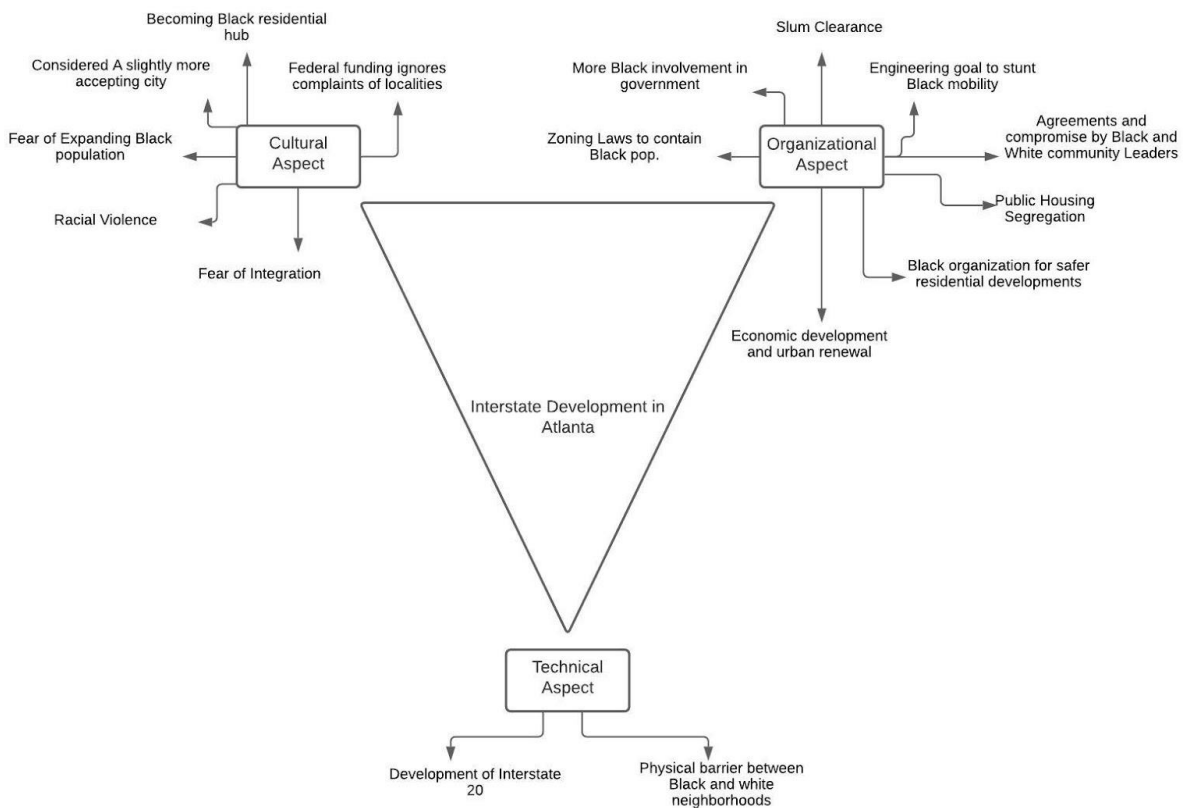 Becoming Black residential
hub
Considered A slightly more
accepting city
Federal funding ignores
complaints of localities
Fear of Expanding Black
population
Cultural
Aspect
Racial Violence
Fear of Integration
Slum Clearance
More Black involvement in
government
Engineering goal to stunt
Black mobility
Zoning Laws to contain
Black pop.
Organizational
Aspect
Agreements and
compromise by Black and
White community Leaders
Public Housing
Segregation
Black organization for safer
residential developments
Economic development
and urban renewal
Interstate Development in
Atlanta
Technical
Aspect
Development of Interstate
20
Physical barrier between
Black and white
neighborhoods